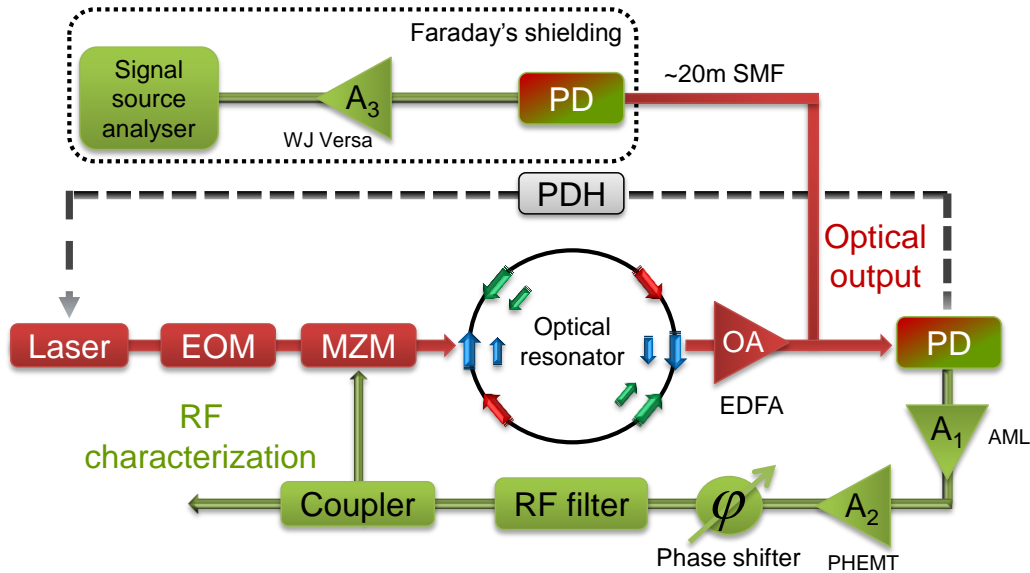 Faraday's shielding
Signal
source
analyser
A3
WJ Versa
PD
~20m SMF
PDH
Optical
output
Laser
EOM
MZM
Optical
resonator
OA
EDFA
PD
RF
characterization
A1
AML
Coupler
RF filter
φ
Phase shifter
A2
PHEMT